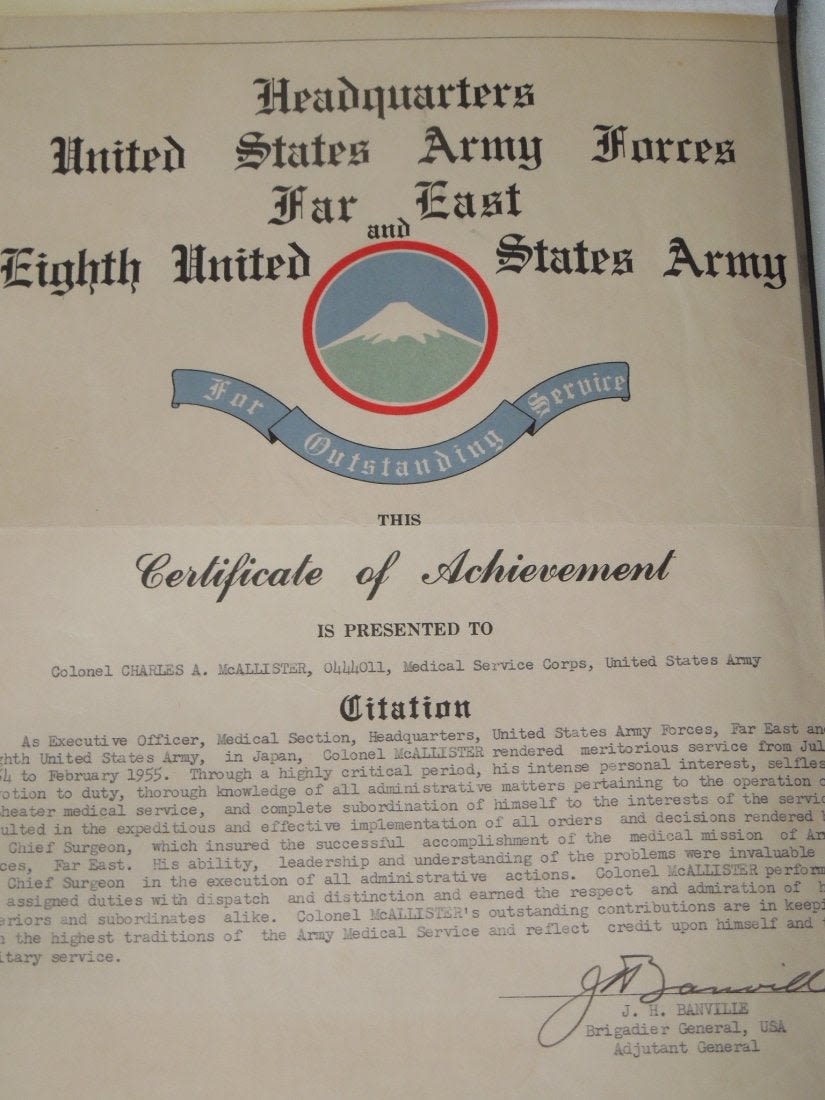 Headquarters
United States Army Forces
Far East
and
Eighth United States Army
For Outstanding Service
THIS
Certificate of Achievement
IS PRESENTED TO
Colonel CHARLES A. McALLISTER, 0444011, Medical Service Corps, United States Army
Citation
As Executive Officer, Medical Section, Headquarters, United States Army Forces, Far East and
ghth United States Army, in Japan, Colonel McALLISTER rendered meritorious service from Jul
54 to February 1955. Through a highly critical period, his intense personal interest, selfles
votion to duty, thorough knowledge of all administrative matters pertaining to the operation o
theater medical service, and complete subordination of himself to the interests of the servic
ulted in the expeditious and effective implementation of all orders and decisions rendered b
Chief Surgeon, which insured the successful accomplishment of the medical mission of Arm
ces, Far East. His ability, leadership and understanding of the problems were invaluable
Chief Surgeon in the execution of all administrative actions. Colonel McALLISTER perform
assigned duties with dispatch and distinction and earned the respect and admiration of h
eriors and subordinates alike. Colonel McALLISTER's outstanding contributions are in keepi
h the highest traditions of the Army Medical Service and reflect credit upon himself and t
itary service.
J H Banvill
J. H. BANVILLE
Brigadier General, USA
Adjutant General